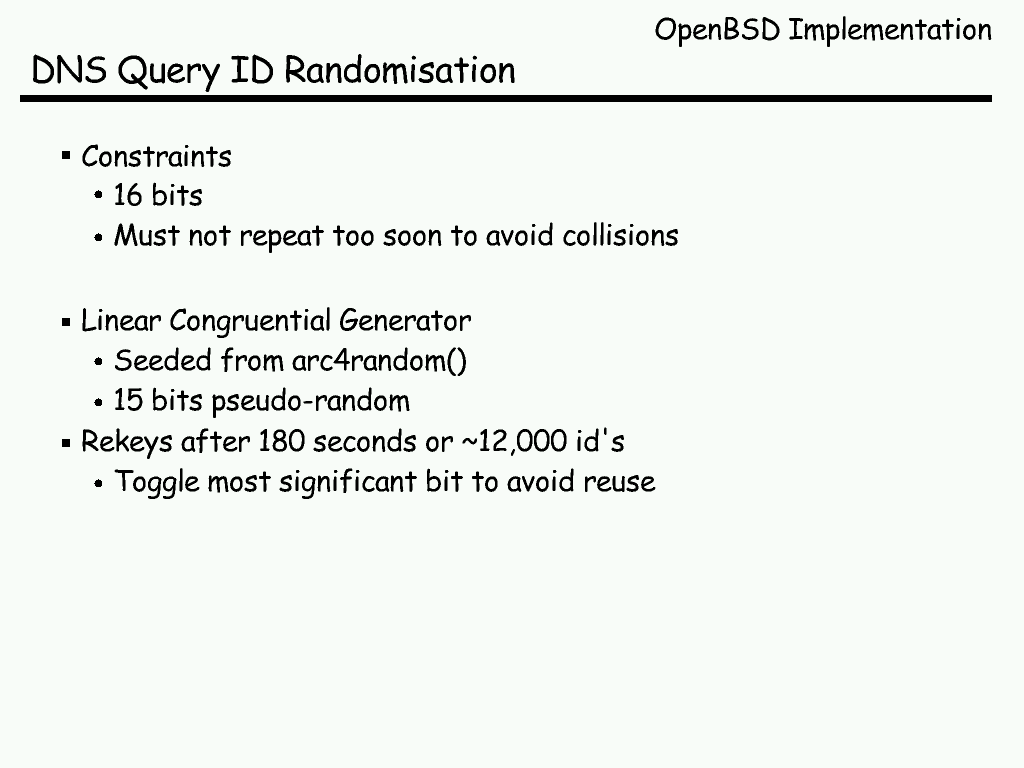 OpenBSD Implementation
DNS Query ID Randomisation
▪ Constraints
• 16 bits
• Must not repeat too soon to avoid collisions
▪ Linear Congruential Generator
• Seeded from arc4random()
• 15 bits pseudo-random
▪ Rekeys after 180 seconds or ~12,000 id's
• Toggle most significant bit to avoid reuse